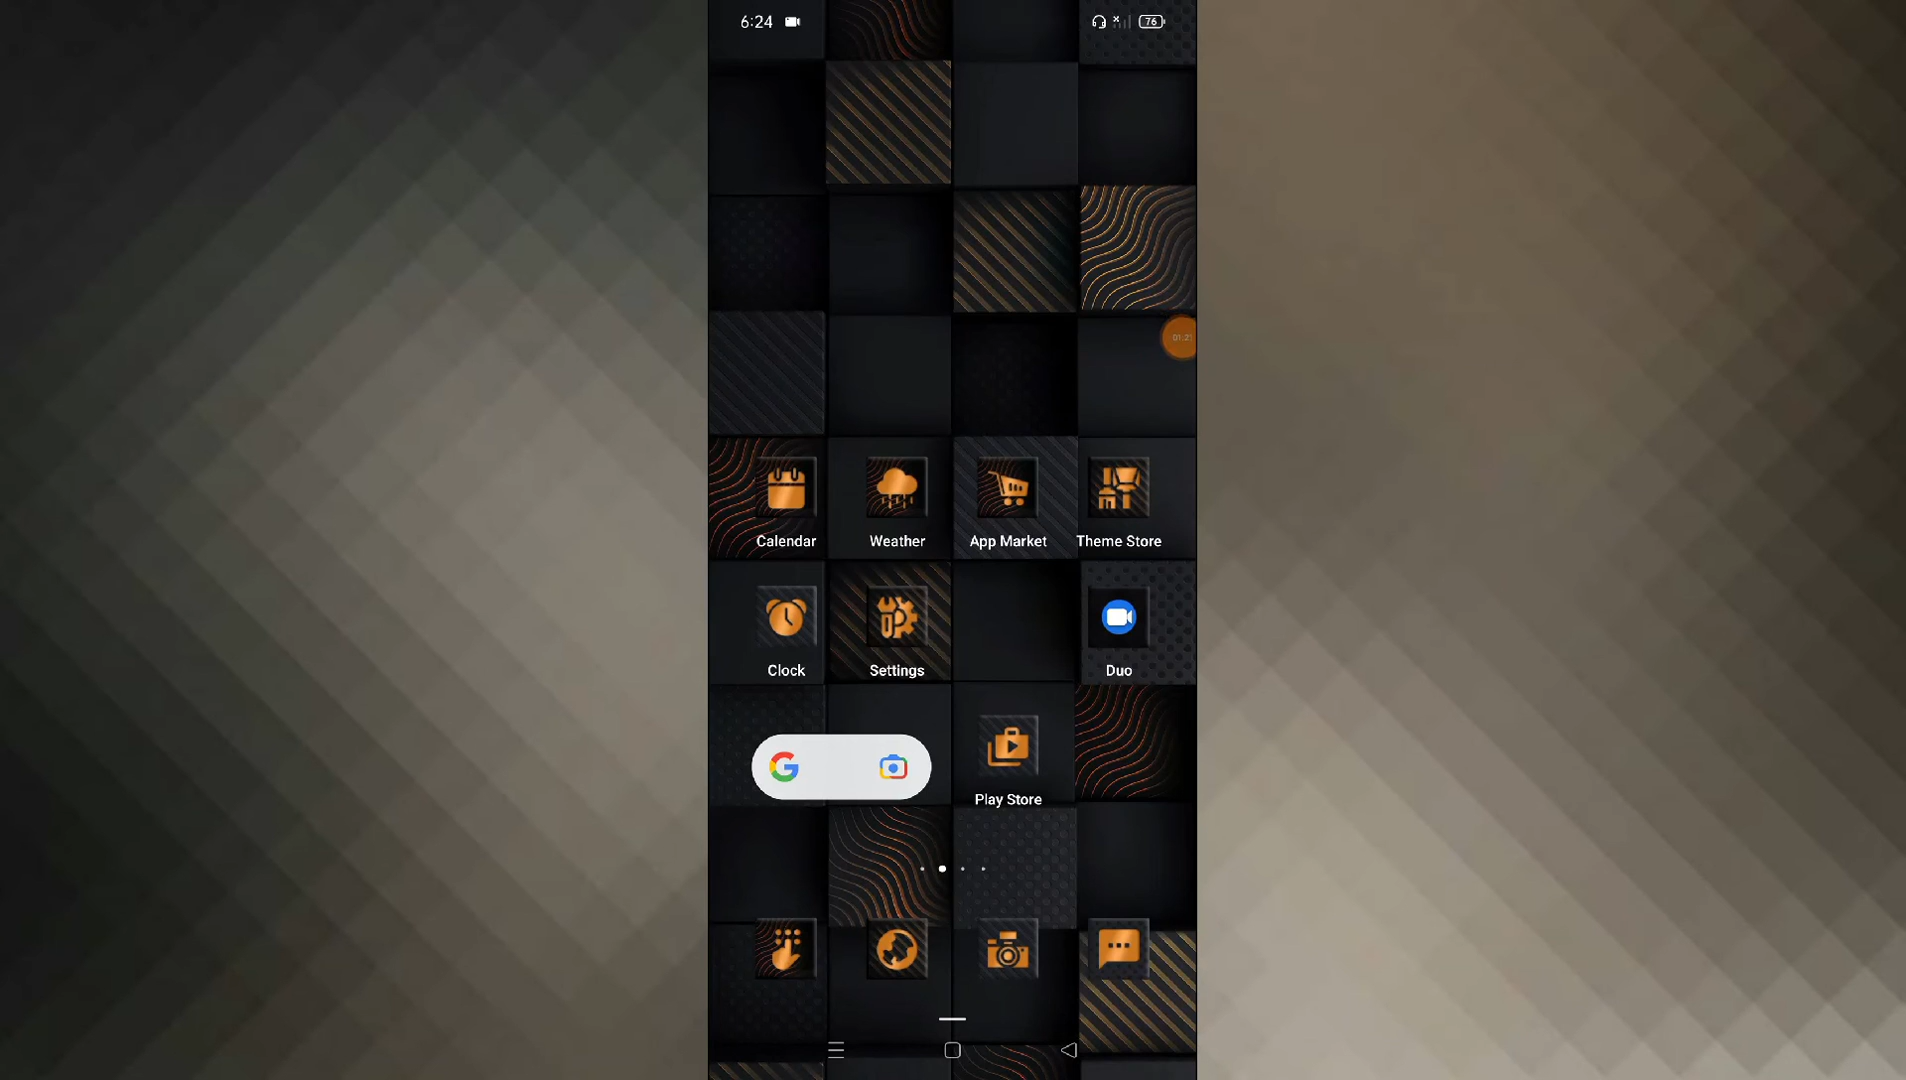 6:24
76
Calendar Weather App Market Theme Store
Clock Settings Duo
Play Store